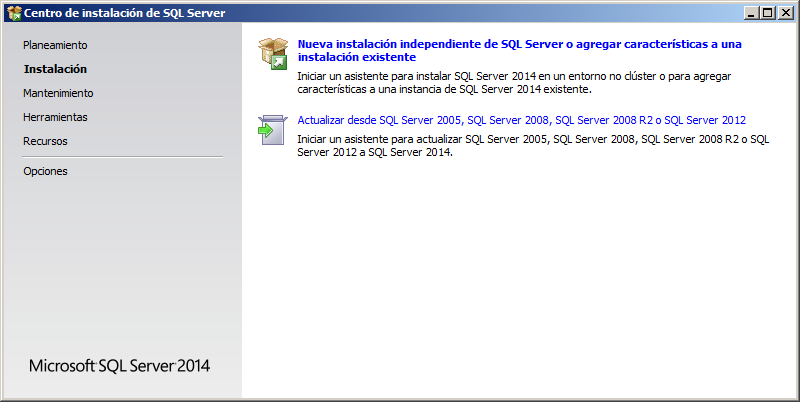 Centro de instalación de SQL Server
Planeamiento
Instalación
Mantenimiento
Herramientas
Recursos
Opciones
Microsoft SQL Server 2014
Nueva instalación independiente de SQL Server o agregar características a una
instalación existente
Iniciar un asistente para instalar SQL Server 2014 en un entorno no clúster o para agregar
características a una instancia de SQL Server 2014 existente.
Actualizar desde SQL Server 2005, SQL Server 2008, SQL Server 2008 R2 o SQL Server 2012
Iniciar un asistente para actualizar SQL Server 2005, SQL Server 2008, SQL Server 2008 R2 o SQL
Server 2012 a SQL Server 2014.